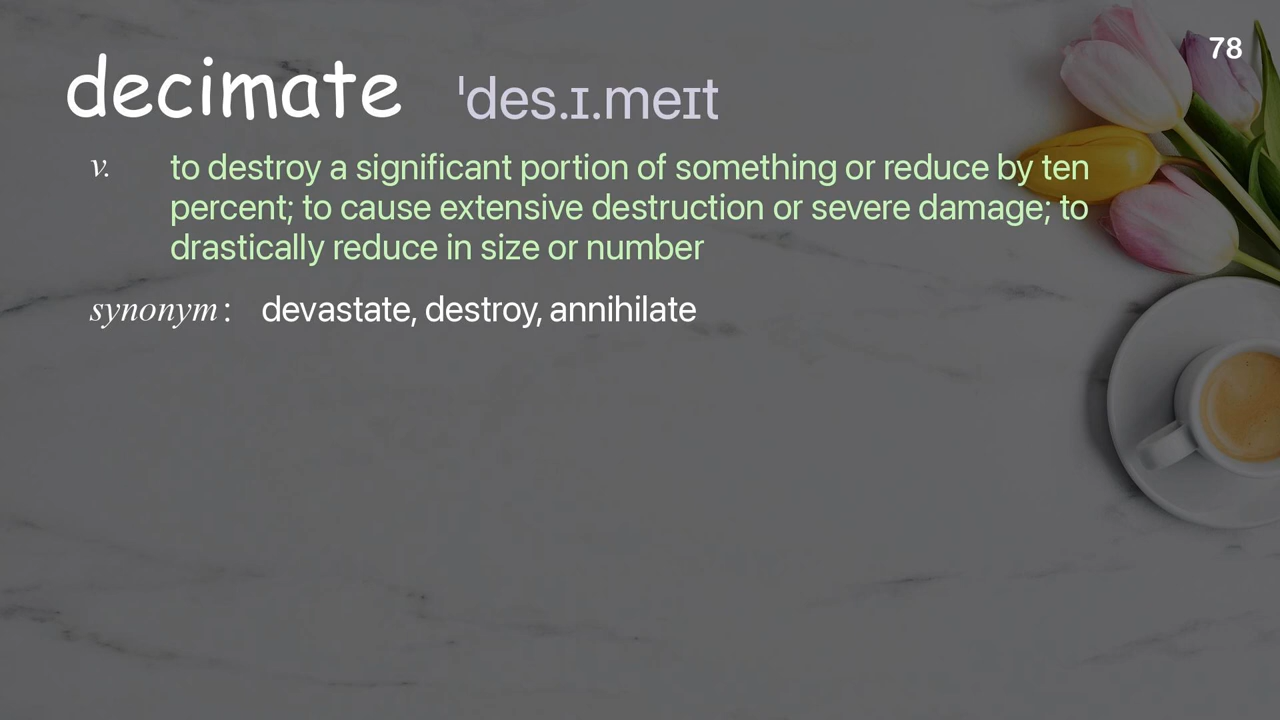 78
decimate ˈdes.ɪ.meɪt
v. to destroy a significant portion of something or reduce by ten
percent; to cause extensive destruction or severe damage; to
drastically reduce in size or number
synonym: devastate, destroy, annihilate